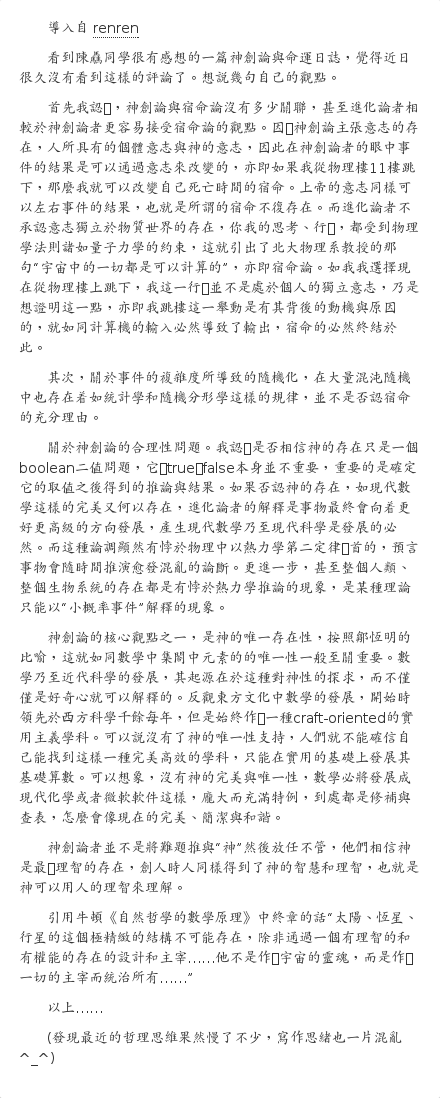 導入自 renren
看到陳驫同學很有感想的一篇神創論與命運日誌，覺得近日
很久沒有看到這樣的評論了。想說幾句自己的觀點。
首先我認▯，神創論與宿命論沒有多少關聯，甚至進化論者相
較於神創論者更容易接受宿命論的觀點。因▯神創論主張意志的存
在，人所具有的個體意志與神的意志，因此在神創論者的眼中事
件的結果是可以通過意志來改變的，亦即如果我從物理樓11樓跳
下，那麼我就可以改變自己死亡時間的宿命。上帝的意志同樣可
以左右事件的結果，也就是所謂的宿命不復存在。而進化論者不
承認意志獨立於物質世界的存在，你我的思考、行▯，都受到物理
學法則諸如量子力學的約束，這就引出了北大物理系教授的那
句“宇宙中的一切都是可以計算的”，亦即宿命論。如我我選擇現
在從物理樓上跳下，我這一行▯並不是處於個人的獨立意志，乃是
想證明這一點，亦即我跳樓這一舉動是有其背後的動機與原因
的，就如同計算機的輸入必然導致了輸出，宿命的必然終結於
此。
其次，關於事件的複雜度所導致的隨機化，在大量混沌隨機
中也存在着如統計學和隨機分形學這樣的規律，並不是否認宿命
的充分理由。
關於神創論的合理性問題。我認▯是否相信神的存在只是一個
boolean二值問題，它▯true▯false本身並不重要，重要的是確定
它的取值之後得到的推論與結果。如果否認神的存在，如現代數
學這樣的完美又何以存在，進化論者的解釋是事物最終會向着更
好更高級的方向發展，產生現代數學乃至現代科學是發展的必
然。而這種論調顯然有悖於物理中以熱力學第二定律▯首的，預言
事物會隨時間推演愈發混亂的論斷。更進一步，甚至整個人類、
整個生物系統的存在都是有悖於熱力學推論的現象，是某種理論
只能以“小概率事件”解釋的現象。
神創論的核心觀點之一，是神的唯一存在性，按照鄔恆明的
比喻，這就如同數學中集閤中元素的的唯一性一般至關重要。數
學乃至近代科學的發展，其起源在於這種對神性的探求，而不僅
僅是好奇心就可以解釋的。反觀東方文化中數學的發展，開始時
領先於西方科學千餘每年，但是始終作▯一種craft-oriented的實
用主義學科。可以說沒有了神的唯一性支持，人們就不能確信自
己能找到這樣一種完美高效的學科，只能在實用的基礎上發展其
基礎算數。可以想象，沒有神的完美與唯一性，數學必將發展成
現代化學或者微軟軟件這樣，龐大而充滿特例，到處都是修補與
查表，怎麼會像現在的完美、簡潔與和諧。
神創論者並不是將難題推與“神”然後放任不管，他們相信神
是最▯理智的存在，創人時人同樣得到了神的智慧和理智，也就是
神可以用人的理智來理解。
引用牛頓《自然哲學的數學原理》中終章的話“太陽、恆星、
行星的這個極精緻的結構不可能存在，除非通過一個有理智的和
有權能的存在的設計和主宰……他不是作▯宇宙的靈魂，而是作▯
一切的主宰而統治所有……”
以上……
(發現最近的哲理思維果然慢了不少，寫作思緒也一片混亂
^_^)